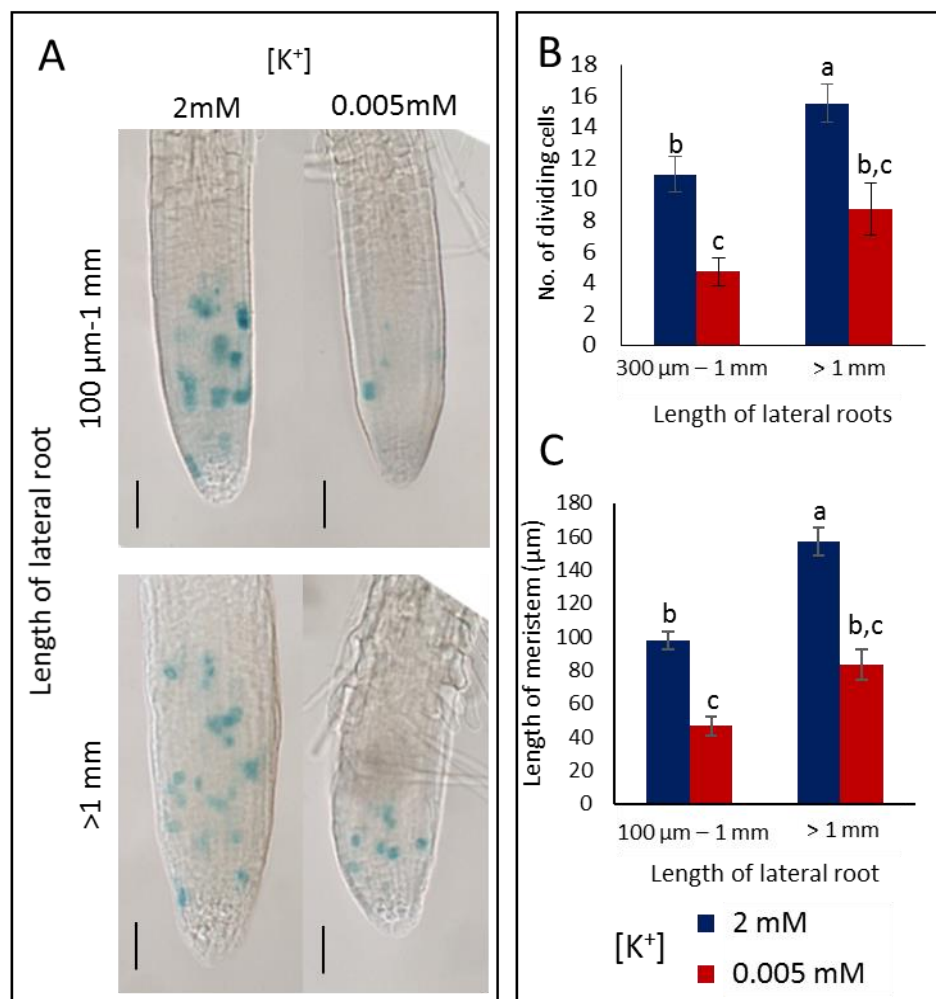 A
[K+]
2mM 0.005mM
Length of lateral root
100 µm-1 mm
>1 mm
B
No. of dividing cells
18
16
14
12
10
8
6
4
2
0
b
c
a
b,c
300 µm – 1 mm > 1 mm
Length of lateral roots
C
Length of meristem (µm)
180
160
140
120
100
80
60
40
20
0
b
c
a
b,c
100 µm – 1 mm > 1 mm
Length of lateral root
[K+]
2 mM
0.005 mM